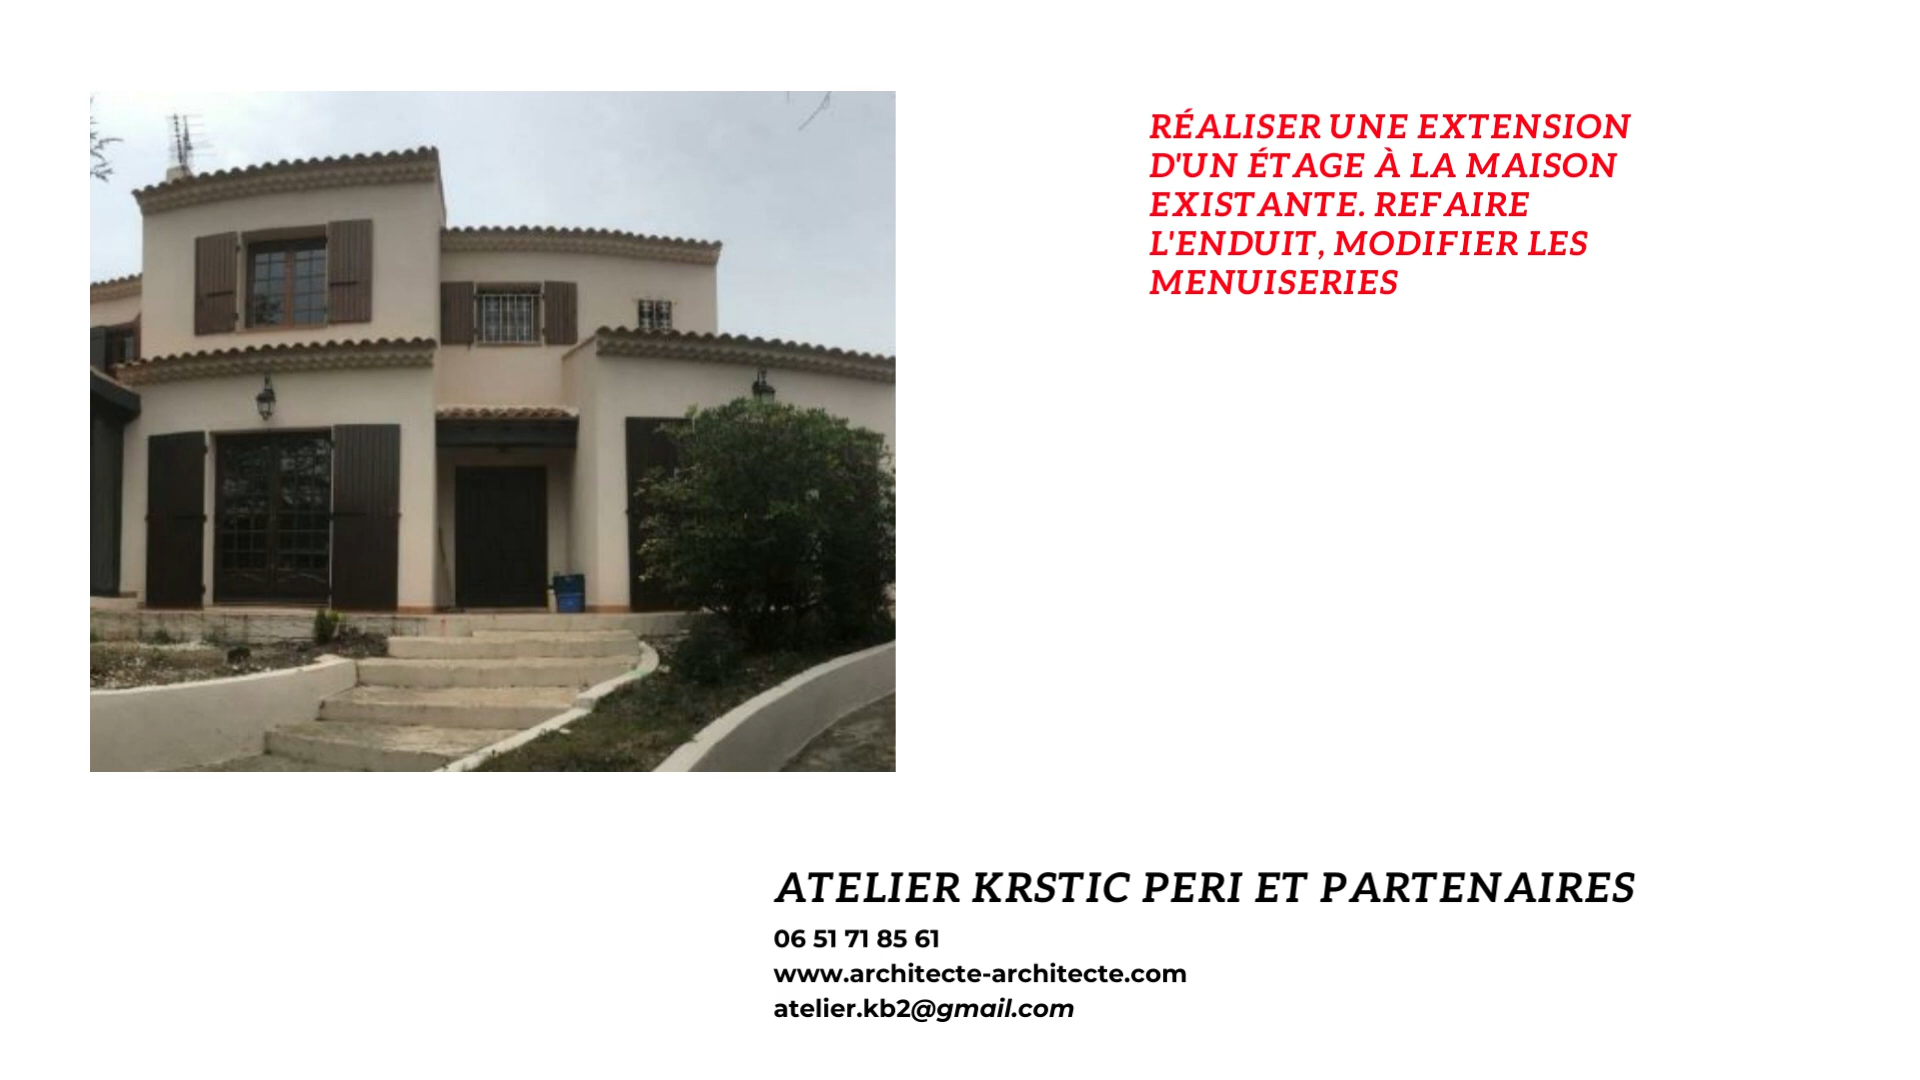 RÉALISER UNE EXTENSION
D'UN ÉTAGE À LA MAISON
EXISTANTE. REFAIRE
L'ENDUIT, MODIFIER LES
MENUISERIES
ATELIER KRSTIC PERI ET PARTENAIRES
06 51 71 85 61
www.architecte-architecte.com
atelier.kb2@gmail.com